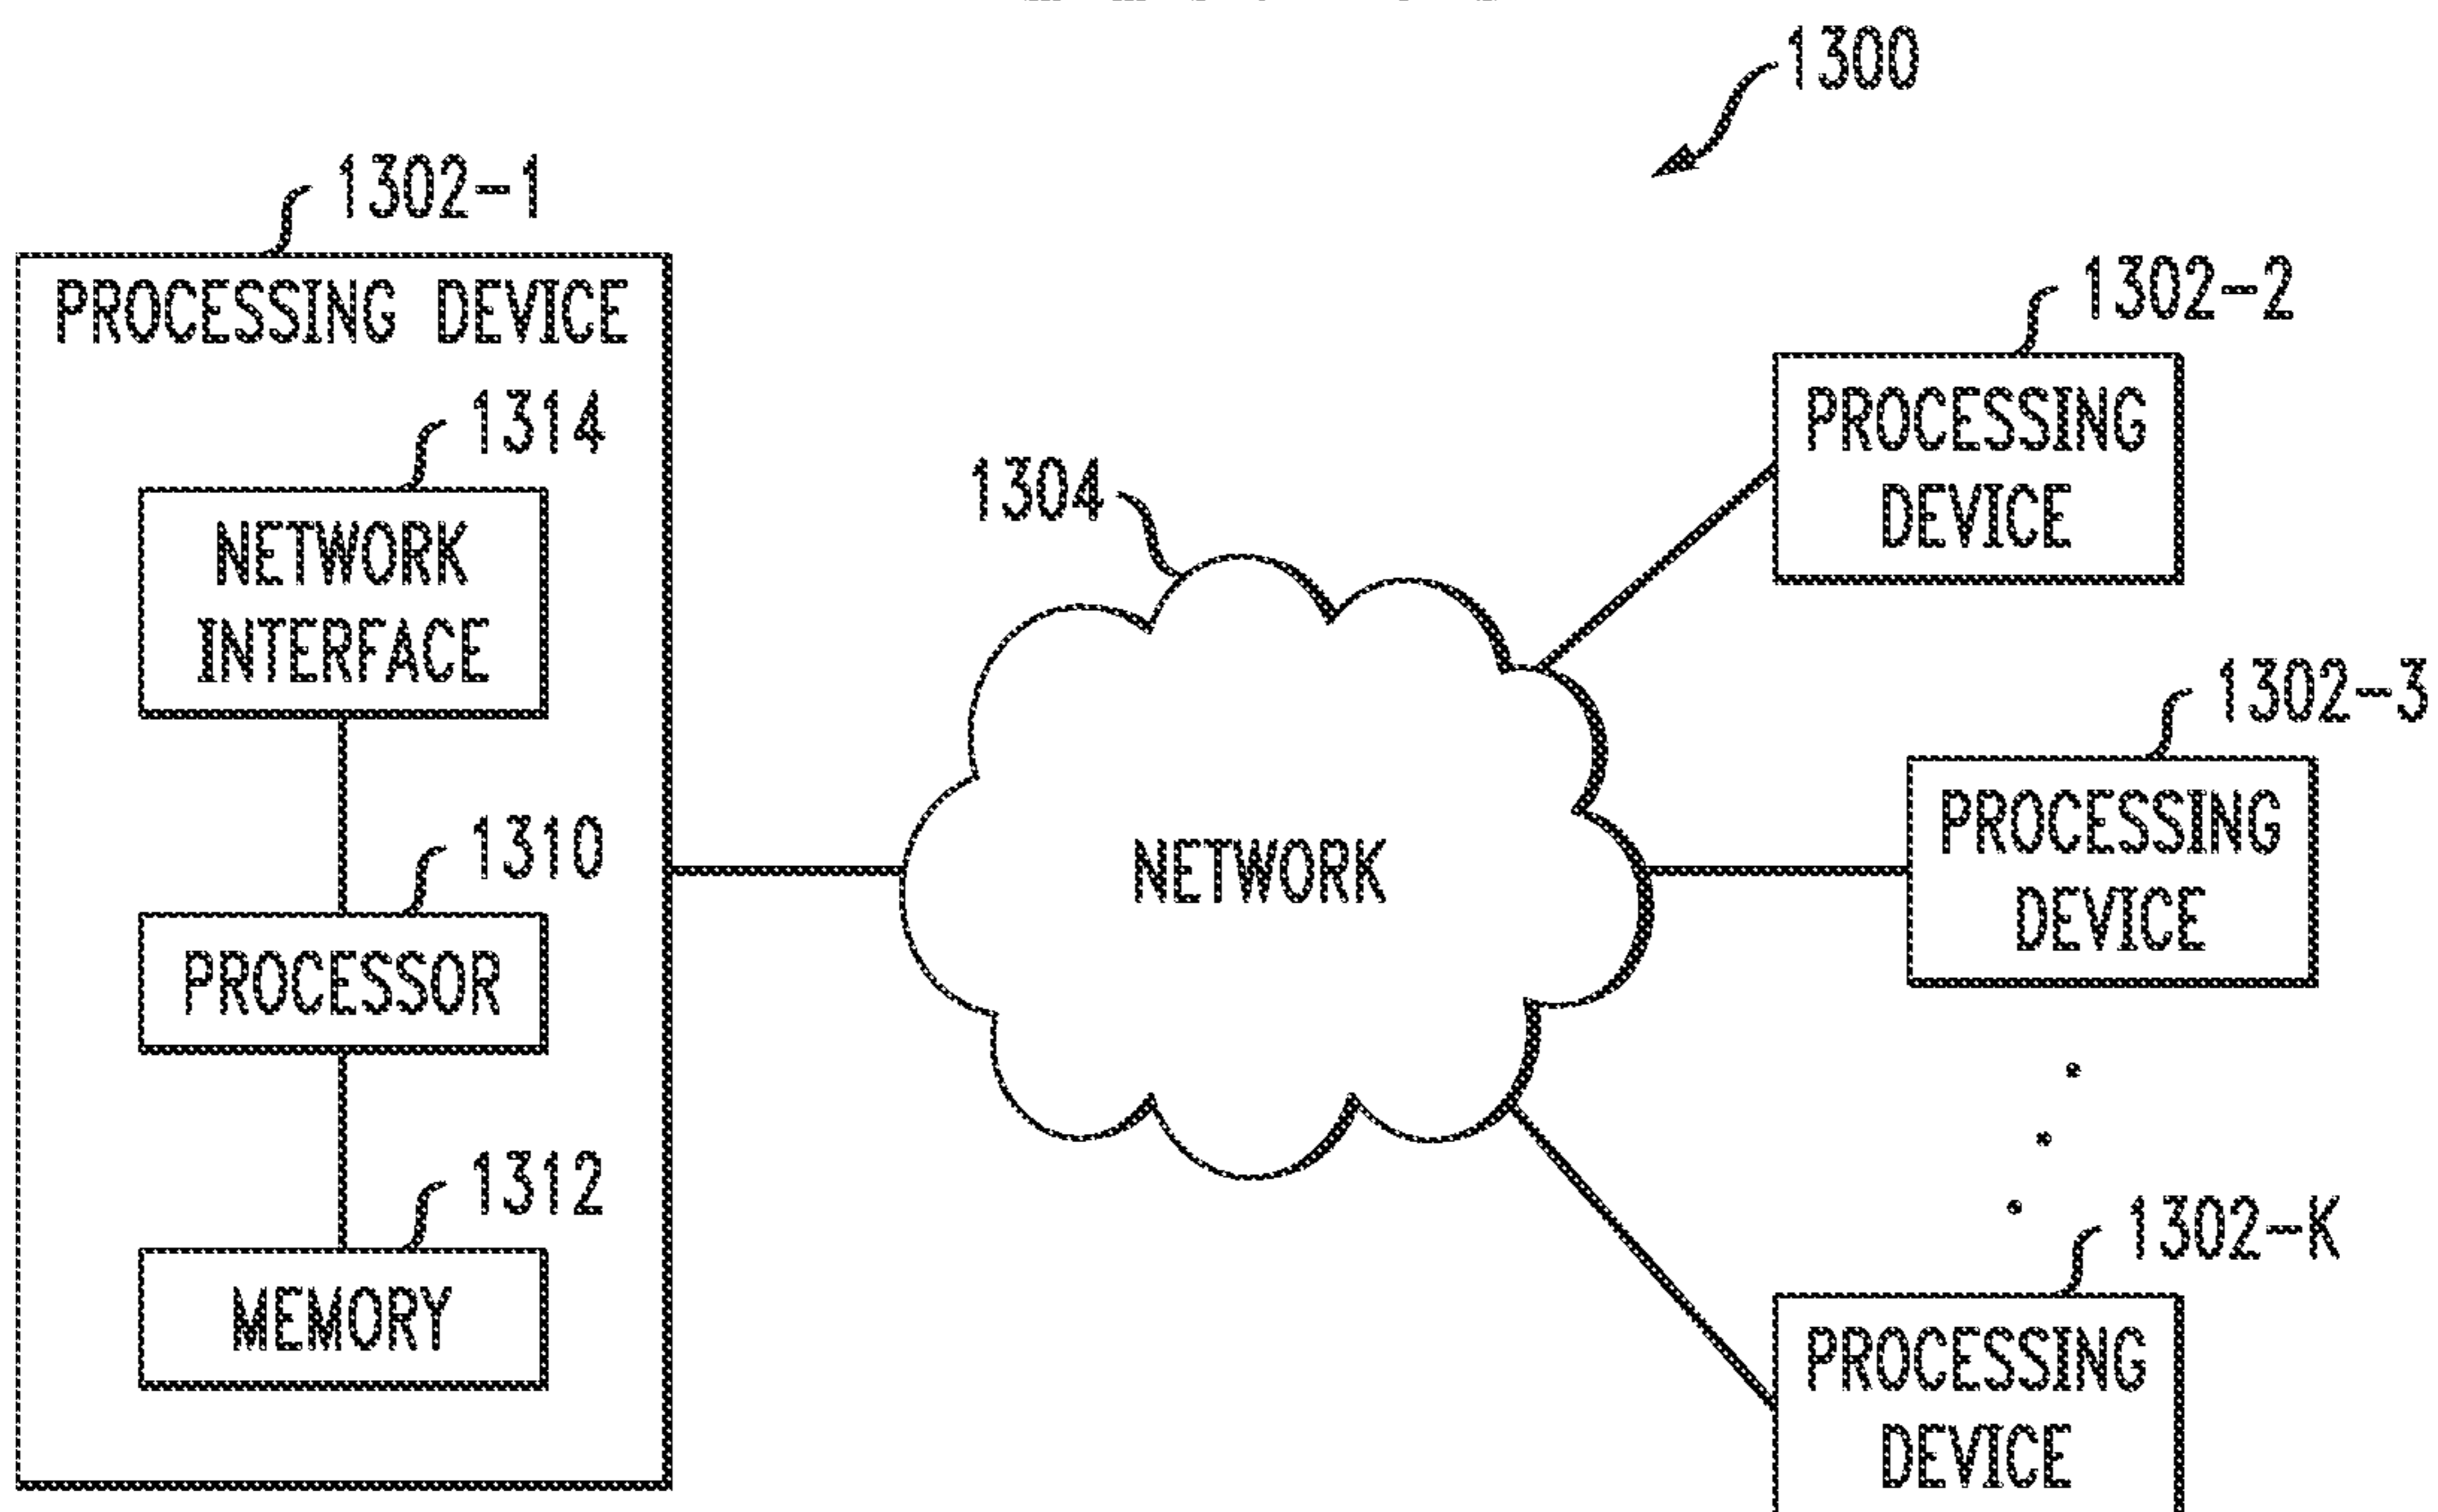 1300
1302-1
PROCESSING DEVICE
1314
NETWORK
INTERFACE
1310
PROCESSOR
1312
MEMORY
1304
NETWORK
1302-2
PROCESSING
DEVICE
1302-3
PROCESSING
DEVICE
1302-K
PROCESSING
DEVICE